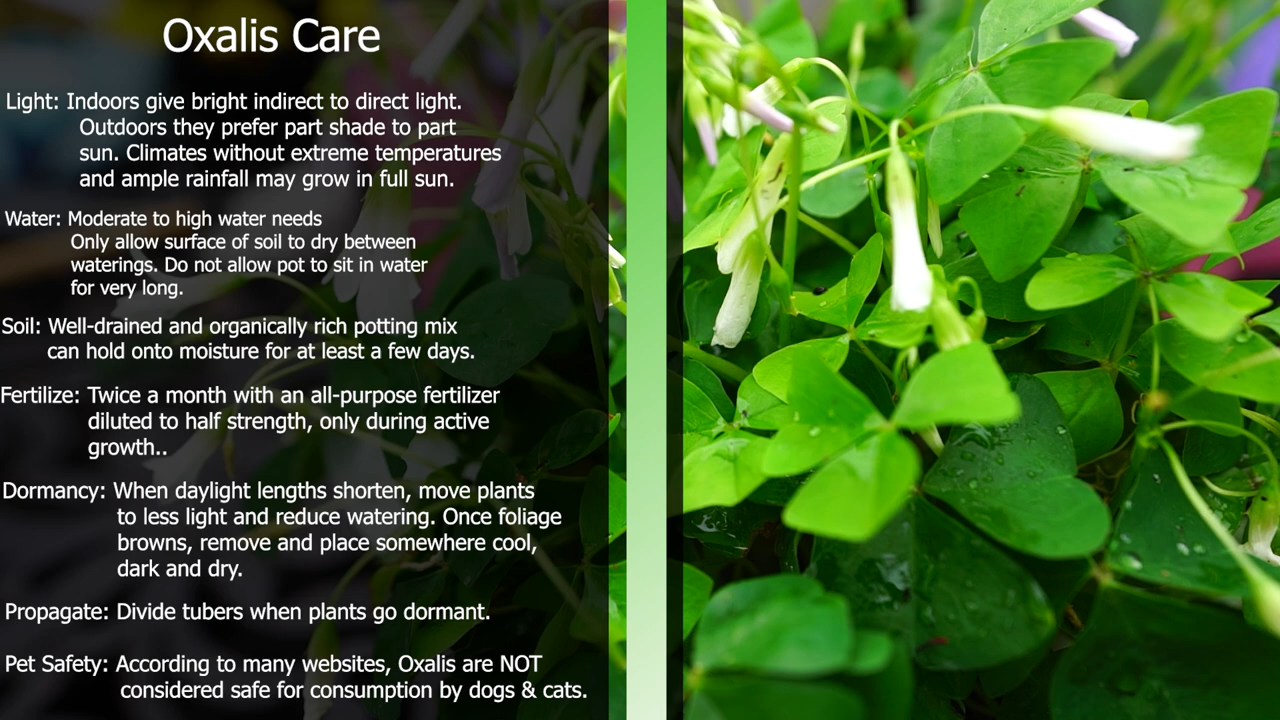 Oxalis Care
Light: Indoors give bright indirect to direct light.
Outdoors they prefer part shade to part
sun. Climates without extreme temperatures
and ample rainfall may grow in full sun.
Water: Moderate to high water needs
Only allow surface of soil to dry between
waterings. Do not allow pot to sit in water
for very long.
Soil: Well-drained and organically rich potting mix
can hold onto moisture for at least a few days.
Fertilize: Twice a month with an all-purpose fertilizer
diluted to half strength, only during active
growth..
Dormancy: When daylight lengths shorten, move plants
to less light and reduce watering. Once foliage
browns, remove and place somewhere cool,
dark and dry.
Propagate: Divide tubers when plants go dormant.
Pet Safety: According to many websites, Oxalis are NOT
considered safe for consumption by dogs & cats.